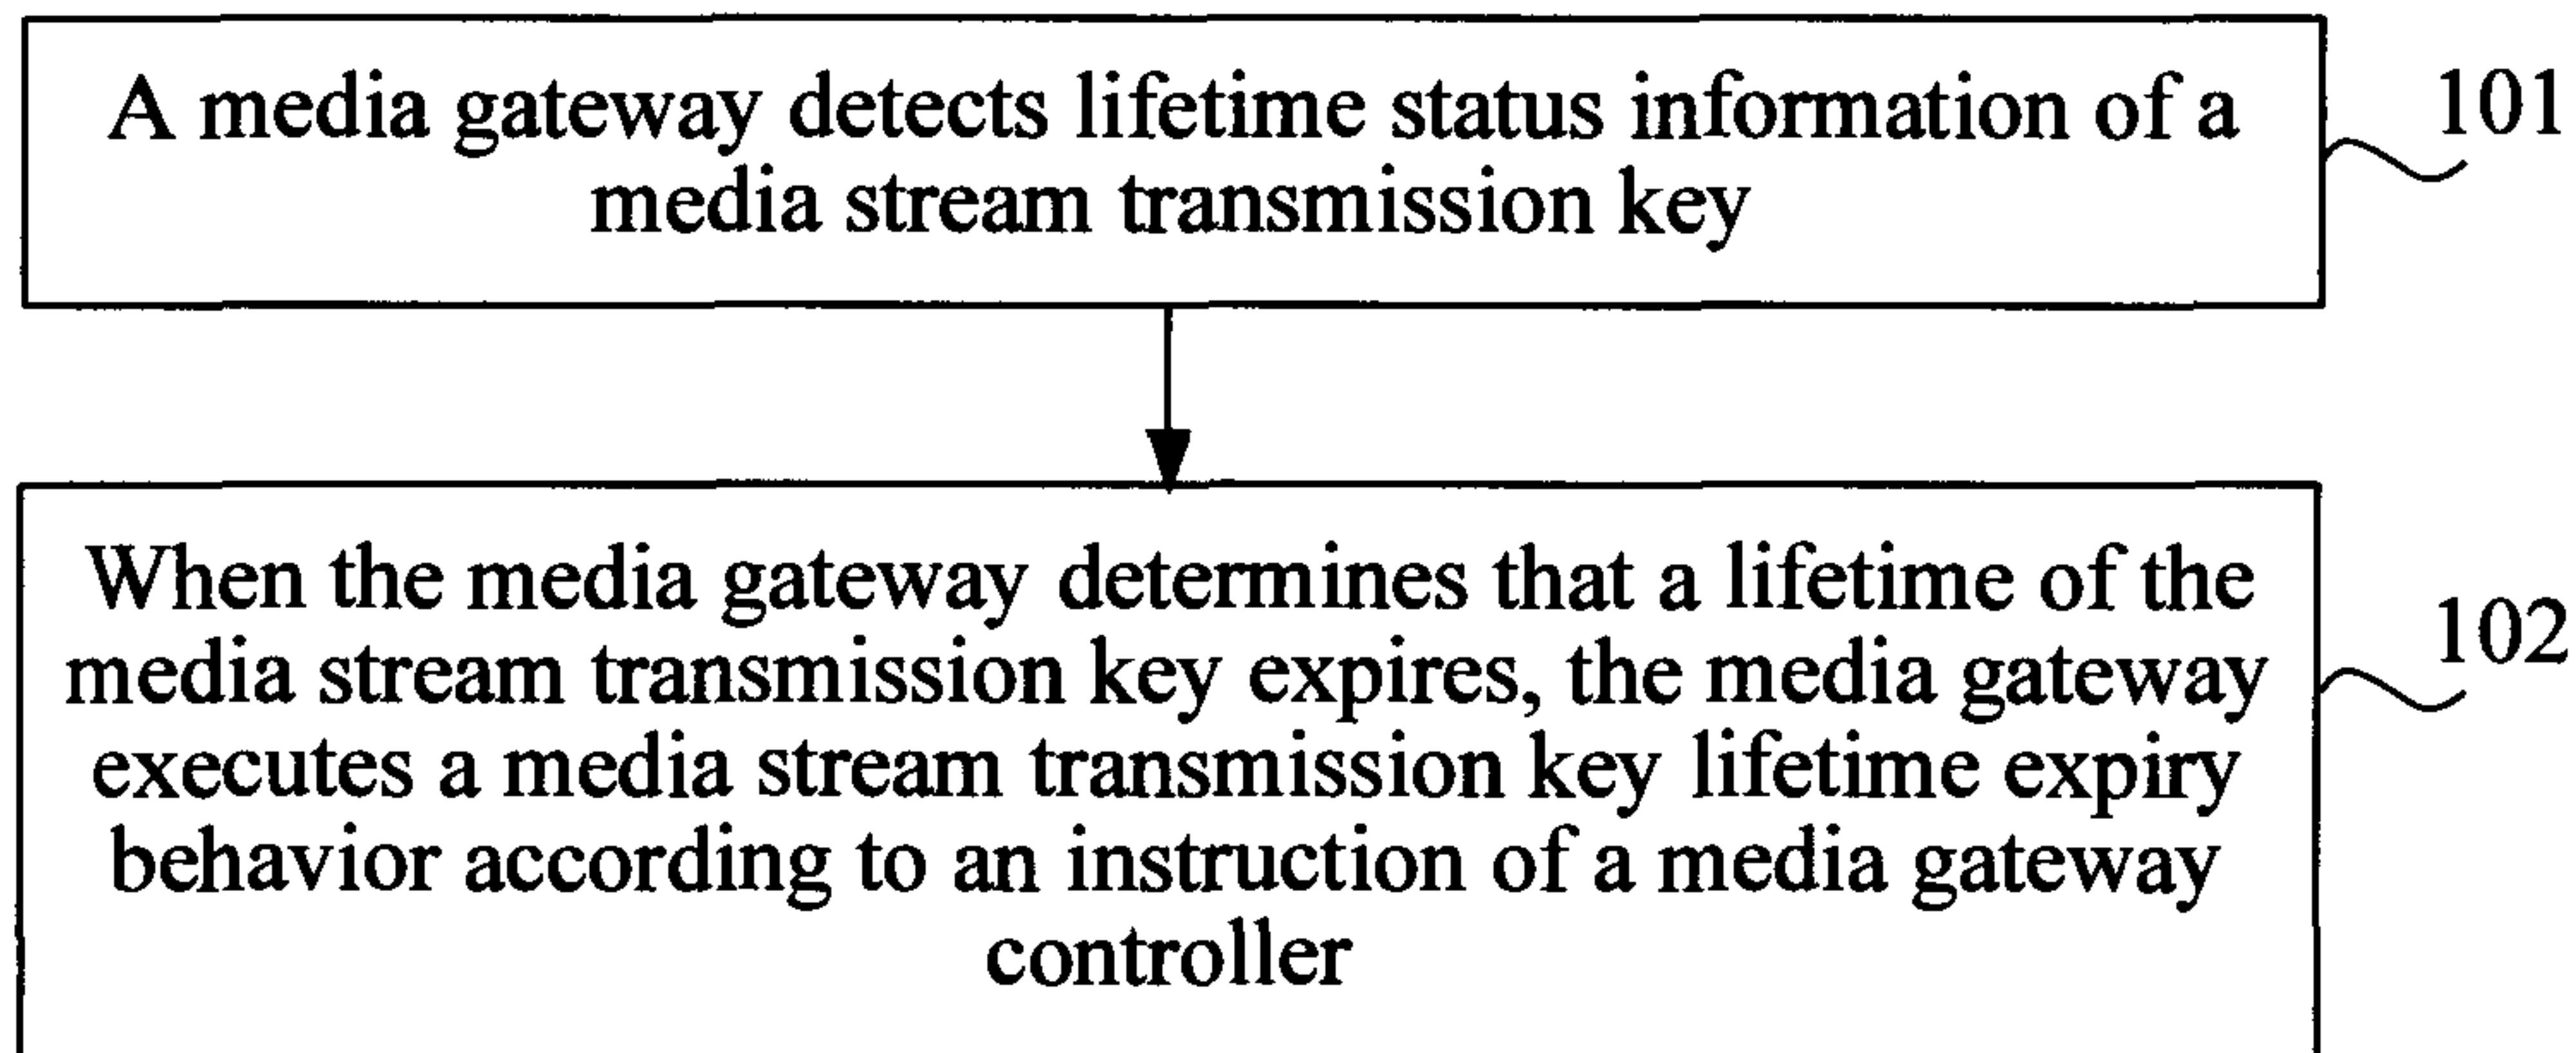 A media gateway detects lifetime status information of a
media stream transmission key
101
When the media gateway determines that a lifetime of the
media stream transmission key expires, the media gateway
executes a media stream transmission key lifetime expiry
behavior according to an instruction of a media gateway
controller
102